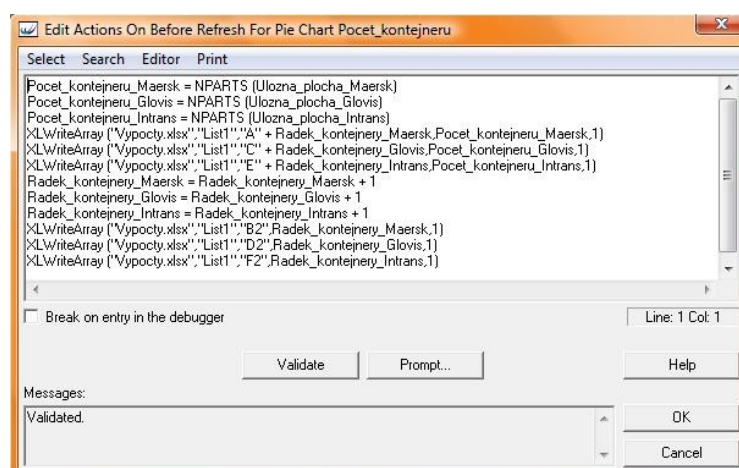 Edit Actions On Before Refresh For Pie Chart Pocet_kontejneru
Select Search Editor Print
Pocet_kontejneru_Maersk = NPARTS (Ulozna_plocha_Maersk)
Pocet_kontejneru_Glovis = NPARTS (Ulozna_plocha_Glovis)
Pocet_kontejneru_Intrans = NPARTS (Ulozna_plocha_Intrans)
XLWriteArray ("Vypocty.xlsx","List1","A" + Radek_kontejnery_Maersk,Pocet_kontejneru_Maersk,1)
XLWriteArray ("Vypocty.xlsx","List1","C" + Radek_kontejnery_Glovis,Pocet_kontejneru_Glovis,1)
XLWriteArray ("Vypocty.xlsx","List1","E" + Radek_kontejnery_Intrans,Pocet_kontejneru_Intrans,1)
Radek_kontejnery_Maersk = Radek_kontejnery_Maersk + 1
Radek_kontejnery_Glovis = Radek_kontejnery_Glovis + 1
Radek_kontejnery_Intrans = Radek_kontejnery_Intrans + 1
XLWriteArray ("Vypocty.xlsx","List1","B2",Radek_kontejnery_Maersk,1)
XLWriteArray ("Vypocty.xlsx","List1","D2",Radek_kontejnery_Glovis,1)
XLWriteArray ("Vypocty.xlsx","List1","F2",Radek_kontejnery_Intrans,1)
Break on entry in the debugger
Line: 1 Col: 1
Validate
Prompt...
Help
Messages:
Validated.
OK
Cancel